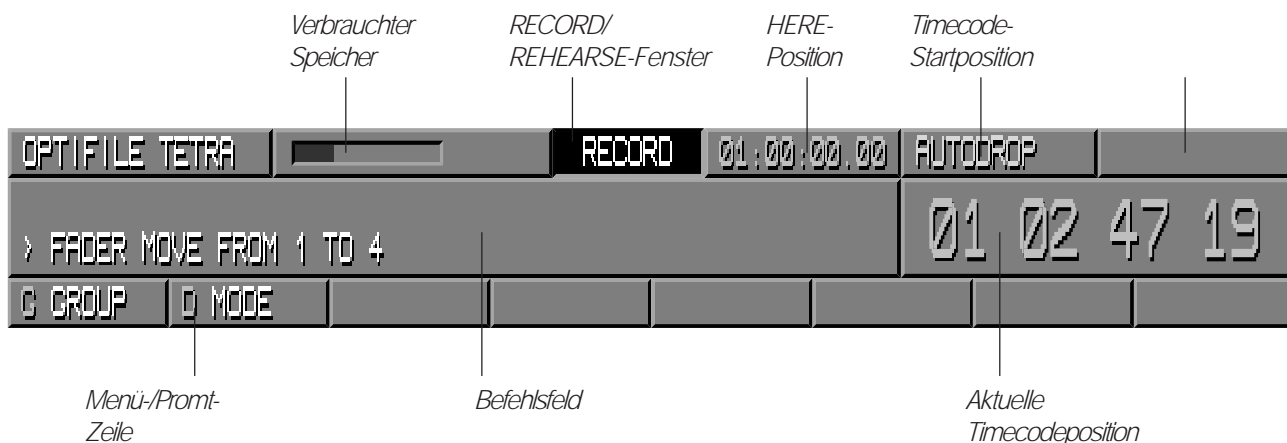 Verbrauchter
Speicher
RECORD/
REHEARSE-Fenster
HERE-
Position
Timecode-
Startposition
OPTIFILE TETRA
RECORD
01:00:00.00
AUTODROP
> FADER MOVE FROM 1 TO 4
01 02 47 19
G GROUP
D MODE
Menü-/Promt-
Zeile
Befehlsfeld
Aktuelle
Timecodeposition